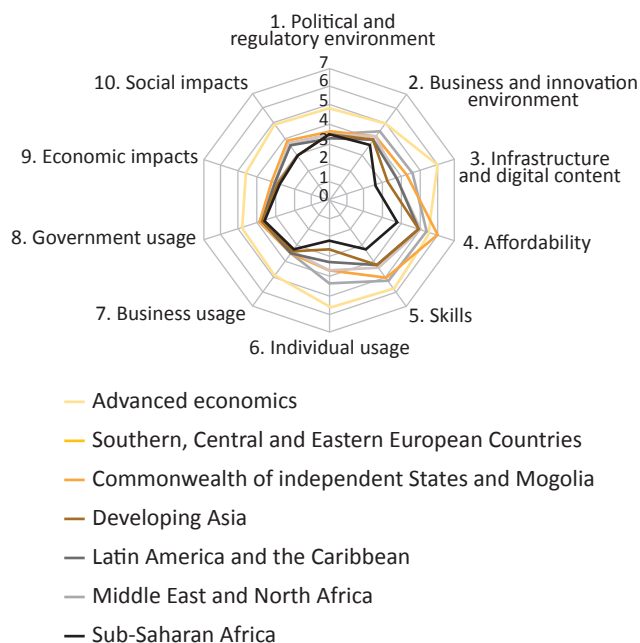 1. Political and
regulatory environment
7
6
5
4
3
2
1
0
10. Social impacts
2. Business and innovation
environment
9. Economic impacts
3. Infrastructure
and digital content
8. Government usage
4. Affordability
7. Business usage
5. Skills
6. Individual usage
Advanced economics
Southern, Central and Eastern European Countries
Commonwealth of independent States and Mogolia
Developing Asia
Latin America and the Caribbean
Middle East and North Africa
Sub-Saharan Africa